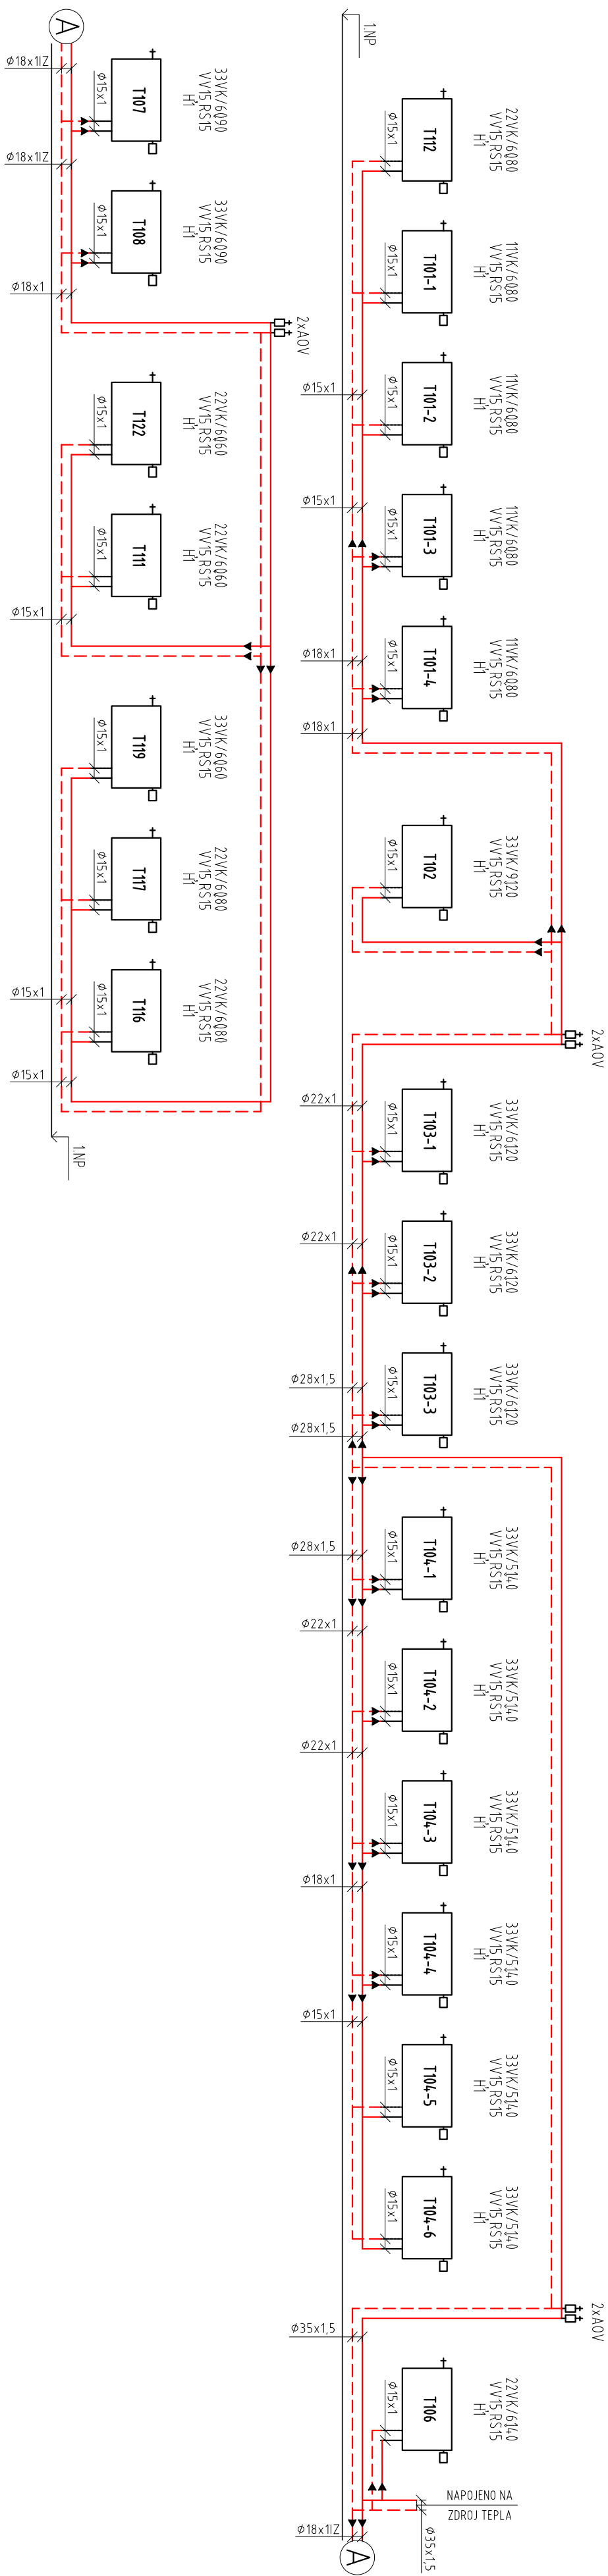 1.NP
22VK/6080
VV15,RS15
H1
T112
Ø15x1
11VK/6080
VV15,RS15
H1
T101-1
Ø15x1
11VK/6080
VV15,RS15
H1
T101-2
Ø15x1
Ø15x1
11VK/6080
VV15,RS15
H1
T101-3
Ø15x1
Ø15x1
11VK/6080
VV15,RS15
H1
T101-4
Ø15x1
Ø18x1
Ø18x1
33VK/9120
VV15,RS15
H1
T102
Ø15x1
2xAOV
33VK/6120
VV15,RS15
H1
T103-1
Ø15x1
Ø22x1
33VK/6120
VV15,RS15
H1
T103-2
Ø15x1
Ø22x1
33VK/6120
VV15,RS15
H1
T103-3
Ø15x1
Ø28x1,5
Ø28x1,5
33VK/5140
VV15,RS15
H1
T104-1
Ø15x1
Ø28x1,5
Ø22x1
33VK/5140
VV15,RS15
H1
T104-2
Ø15x1
Ø22x1
33VK/5140
VV15,RS15
H1
T104-3
Ø15x1
Ø18x1
33VK/5140
VV15,RS15
H1
T104-4
Ø15x1
Ø15x1
33VK/5140
VV15,RS15
H1
T104-5
Ø15x1
33VK/5140
VV15,RS15
H1
T104-6
Ø15x1
2xAOV
Ø35x1,5
22VK/6140
VV15,RS15
H1
T106
Ø15x1
NAPOJENO NA
ZDROJ TEPLA
Ø35x1,5
Ø18x1IZ
A
A
Ø18x1IZ
33VK/6090
VV15,RS15
H1
T107
Ø15x1
Ø18x1IZ
33VK/6090
VV15,RS15
H1
T108
Ø15x1
Ø18x1
2xAOV
22VK/6060
VV15,RS15
H1
T122
Ø15x1
22VK/6060
VV15,RS15
H1
T111
Ø15x1
Ø15x1
33VK/6060
VV15,RS15
H1
T119
Ø15x1
22VK/6080
VV15,RS15
H1
T117
Ø15x1
Ø15x1
22VK/6080
VV15,RS15
H1
T116
Ø15x1
Ø15x1
1.NP